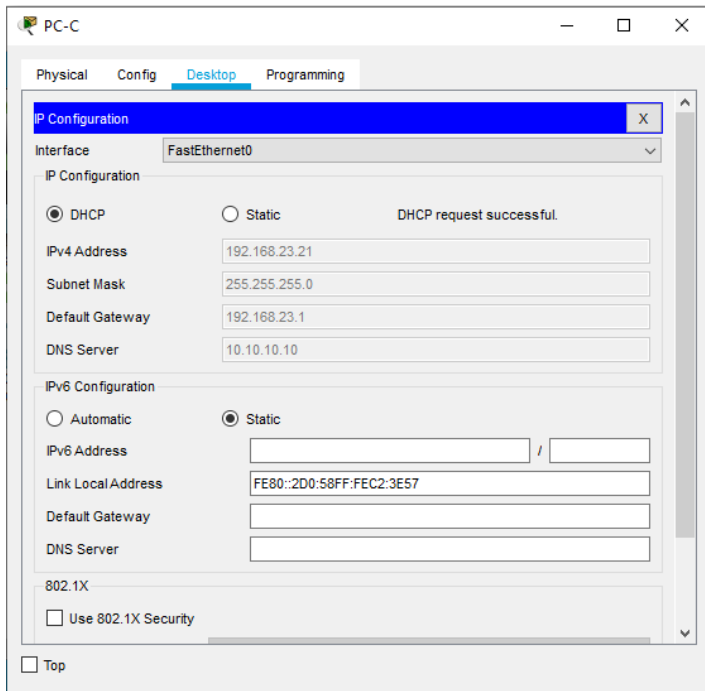 PC-C
Physical Config Desktop Programming
IP Configuration X
Interface FastEthernet0
IP Configuration
DHCP Static DHCP request successful.
IPv4 Address 192.168.23.21
Subnet Mask 255.255.255.0
Default Gateway 192.168.23.1
DNS Server 10.10.10.10
IPv6 Configuration
Automatic Static
IPv6 Address /
Link Local Address FE80::2D0:58FF:FEC2:3E57
Default Gateway
DNS Server
802.1X
Use 802.1X Security
Top